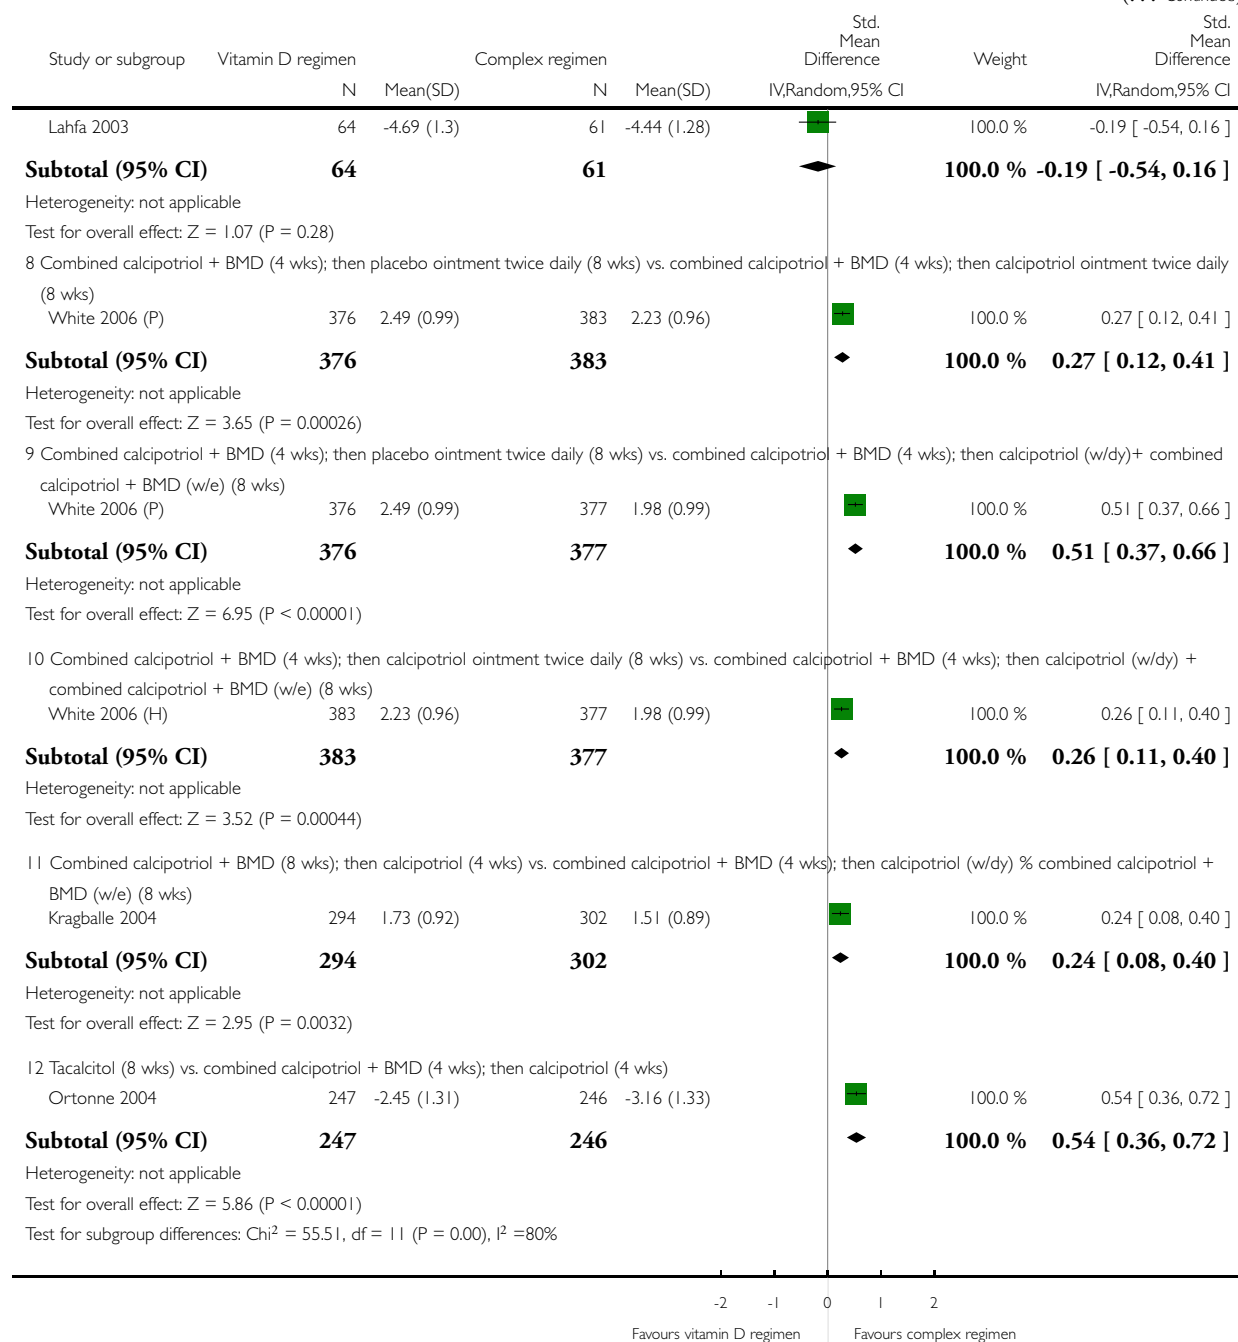 (. . . Continued)
Study or subgroup Vitamin D regimen Complex regimen Std. Mean Difference Weight Std. Mean Difference
N Mean(SD) N Mean(SD) IV,Random,95% CI IV,Random,95% CI
Lahfa 2003 64 -4.69 (1.3) 61 -4.44 (1.28) 100.0 % -0.19 [ -0.54, 0.16 ]
Subtotal (95% CI) 64 61 100.0 % -0.19 [ -0.54, 0.16 ]
Heterogeneity: not applicable
Test for overall effect: Z = 1.07 (P = 0.28)
8 Combined calcipotriol + BMD (4 wks); then placebo ointment twice daily (8 wks) vs. combined calcipotriol + BMD (4 wks); then calcipotriol ointment twice daily
(8 wks)
White 2006 (P) 376 2.49 (0.99) 383 2.23 (0.96) 100.0 % 0.27 [ 0.12, 0.41 ]
Subtotal (95% CI) 376 383 100.0 % 0.27 [ 0.12, 0.41 ]
Heterogeneity: not applicable
Test for overall effect: Z = 3.65 (P = 0.00026)
9 Combined calcipotriol + BMD (4 wks); then placebo ointment twice daily (8 wks) vs. combined calcipotriol + BMD (4 wks); then calcipotriol (w/dy)+ combined
calcipotriol + BMD (w/e) (8 wks)
White 2006 (P) 376 2.49 (0.99) 377 1.98 (0.99) 100.0 % 0.51 [ 0.37, 0.66 ]
Subtotal (95% CI) 376 377 100.0 % 0.51 [ 0.37, 0.66 ]
Heterogeneity: not applicable
Test for overall effect: Z = 6.95 (P < 0.00001)
10 Combined calcipotriol + BMD (4 wks); then calcipotriol ointment twice daily (8 wks) vs. combined calcipotriol + BMD (4 wks); then calcipotriol (w/dy) +
combined calcipotriol + BMD (w/e) (8 wks)
White 2006 (H) 383 2.23 (0.96) 377 1.98 (0.99) 100.0 % 0.26 [ 0.11, 0.40 ]
Subtotal (95% CI) 383 377 100.0 % 0.26 [ 0.11, 0.40 ]
Heterogeneity: not applicable
Test for overall effect: Z = 3.52 (P = 0.00044)
11 Combined calcipotriol + BMD (8 wks); then calcipotriol (4 wks) vs. combined calcipotriol + BMD (4 wks); then calcipotriol (w/dy) % combined calcipotriol +
BMD (w/e) (8 wks)
Kragballe 2004 294 1.73 (0.92) 302 1.51 (0.89) 100.0 % 0.24 [ 0.08, 0.40 ]
Subtotal (95% CI) 294 302 100.0 % 0.24 [ 0.08, 0.40 ]
Heterogeneity: not applicable
Test for overall effect: Z = 2.95 (P = 0.0032)
12 Tacalcitol (8 wks) vs. combined calcipotriol + BMD (4 wks); then calcipotriol (4 wks)
Ortonne 2004 247 -2.45 (1.31) 246 -3.16 (1.33) 100.0 % 0.54 [ 0.36, 0.72 ]
Subtotal (95% CI) 247 246 100.0 % 0.54 [ 0.36, 0.72 ]
Heterogeneity: not applicable
Test for overall effect: Z = 5.86 (P < 0.00001)
Test for subgroup differences: Chi² = 55.51, df = 11 (P = 0.00), I² =80%
-2 -1 0 1 2
Favours vitamin D regimen Favours complex regimen